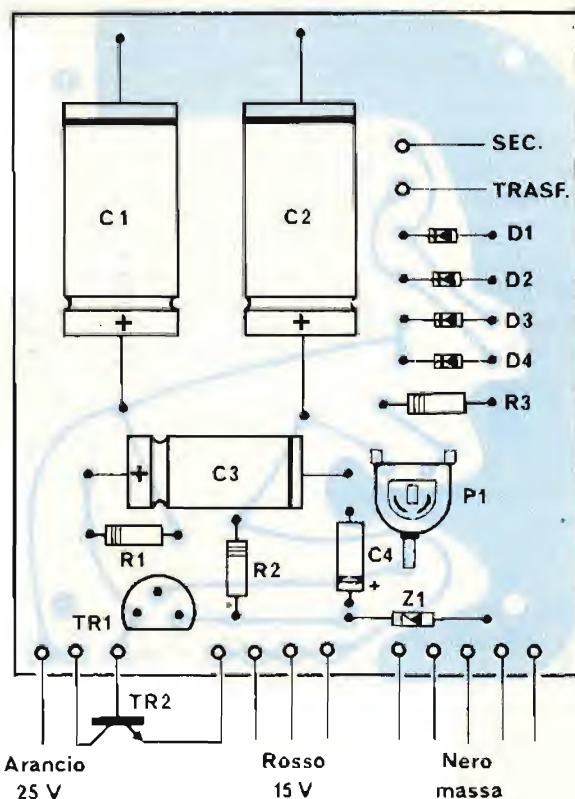 C1
C2
SEC.
TRASF.
D1
D2
D3
D4
R3
+
+
+
C3
P1
R1
R2
C4
+
TR1
Z1
TR2
Arancio
25 V
Rosso
15 V
Nero
massa